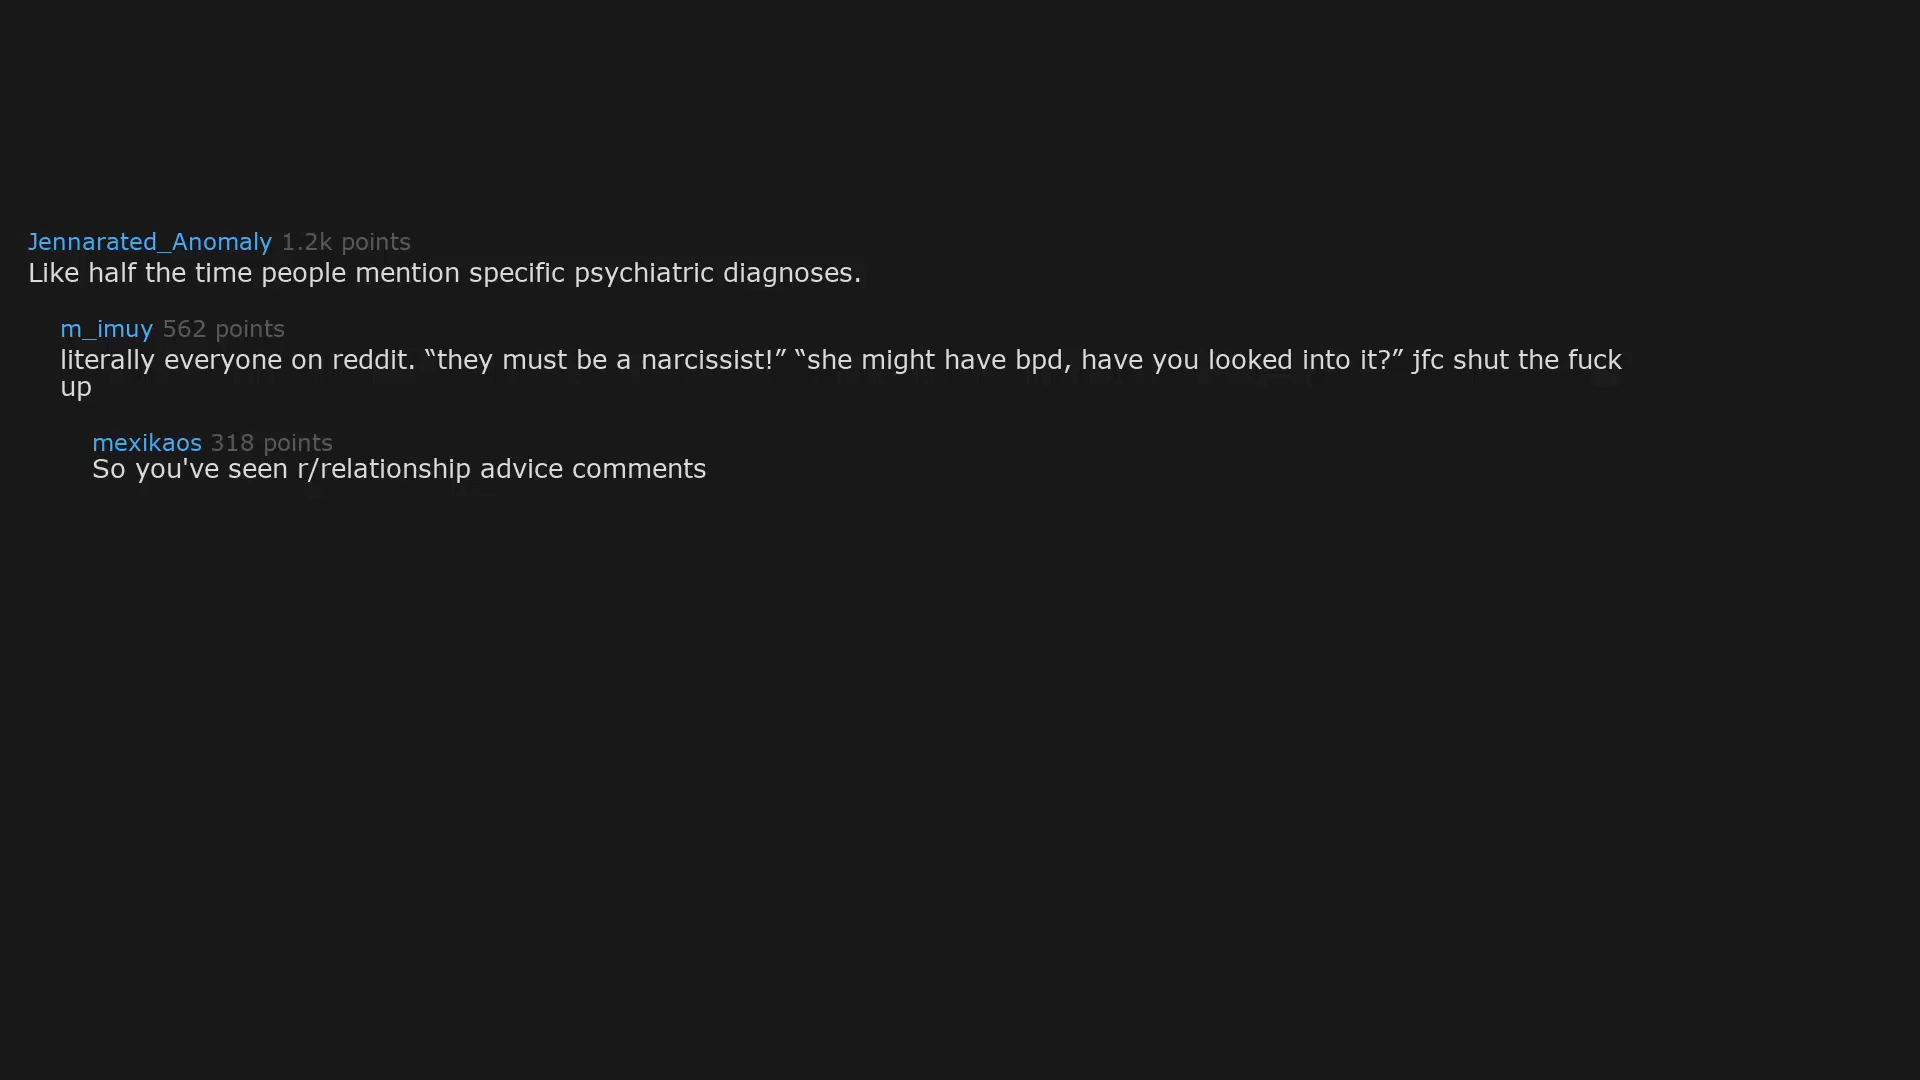 Jennarated_Anomaly 1.2k points
Like half the time people mention specific psychiatric diagnoses.
m_imuy 562 points
literally everyone on reddit. “they must be a narcissist!” “she might have bpd, have you looked into it?” jfc shut the fuck
up
mexikaos 318 points
So you've seen r/relationship advice comments